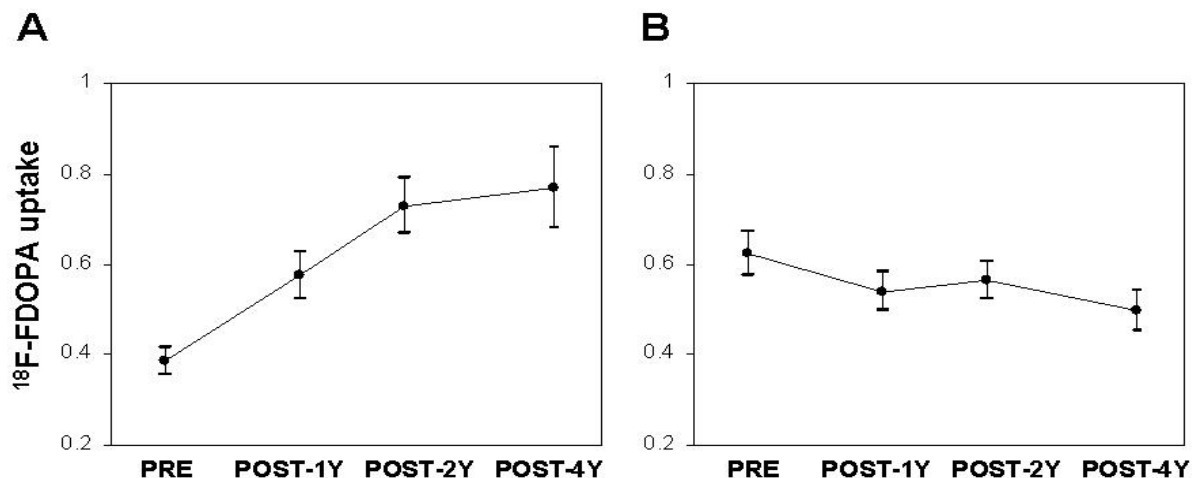 A
B
1
0.8
0.6
0.4
0.2
¹⁸F-FDOPA uptake
PRE POST-1Y POST-2Y POST-4Y
1
0.8
0.6
0.4
0.2
PRE POST-1Y POST-2Y POST-4Y